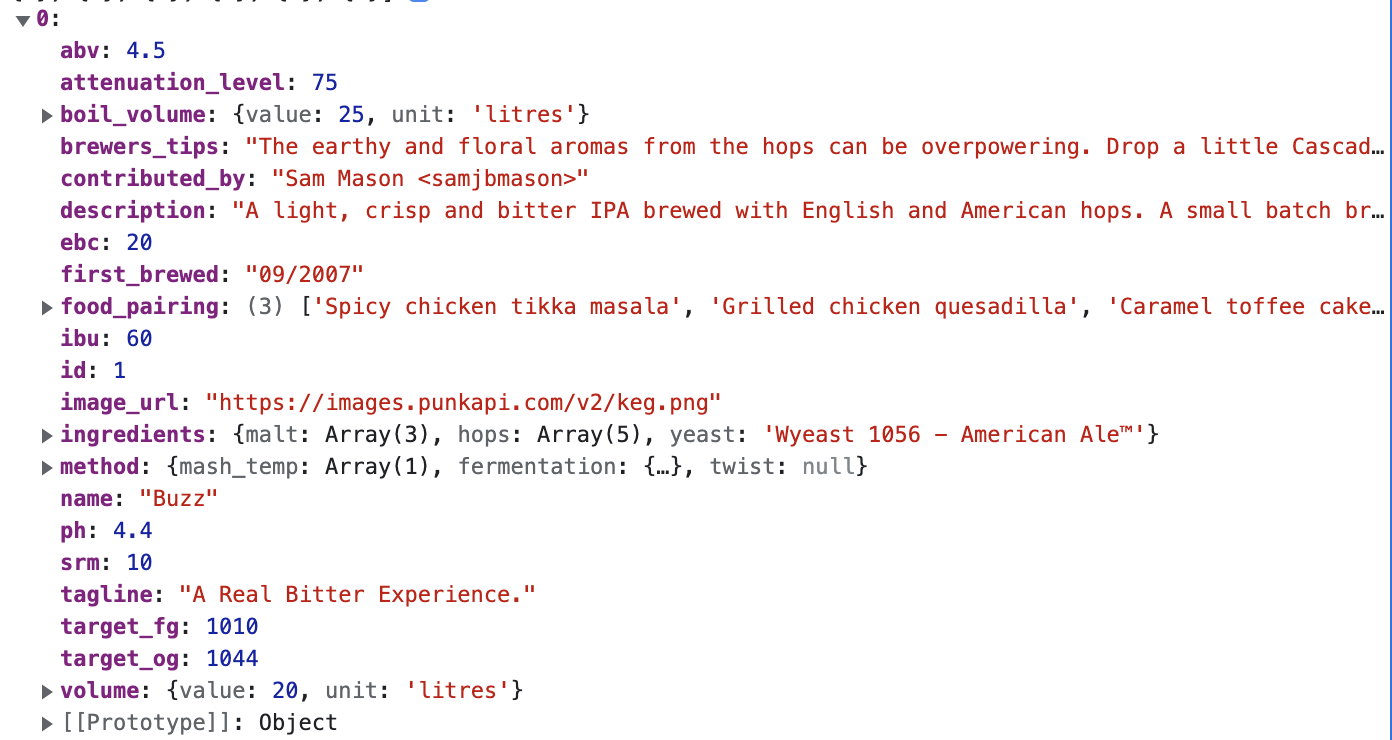 0:
abv: 4.5
attenuation_level: 75
boil_volume: {value: 25, unit: 'litres'}
brewers_tips: "The earthy and floral aromas from the hops can be overpowering. Drop a little Cascad…
contributed_by: "Sam Mason <samjbmason>"
description: "A light, crisp and bitter IPA brewed with English and American hops. A small batch br…
ebc: 20
first_brewed: "09/2007"
food_pairing: (3) ['Spicy chicken tikka masala', 'Grilled chicken quesadilla', 'Caramel toffee cake…
ibu: 60
id: 1
image_url: "https://images.punkapi.com/v2/keg.png"
ingredients: {malt: Array(3), hops: Array(5), yeast: 'Wyeast 1056 - American Ale™'}
method: {mash_temp: Array(1), fermentation: {…}, twist: null}
name: "Buzz"
ph: 4.4
srm: 10
tagline: "A Real Bitter Experience."
target_fg: 1010
target_og: 1044
volume: {value: 20, unit: 'litres'}
[[Prototype]]: Object